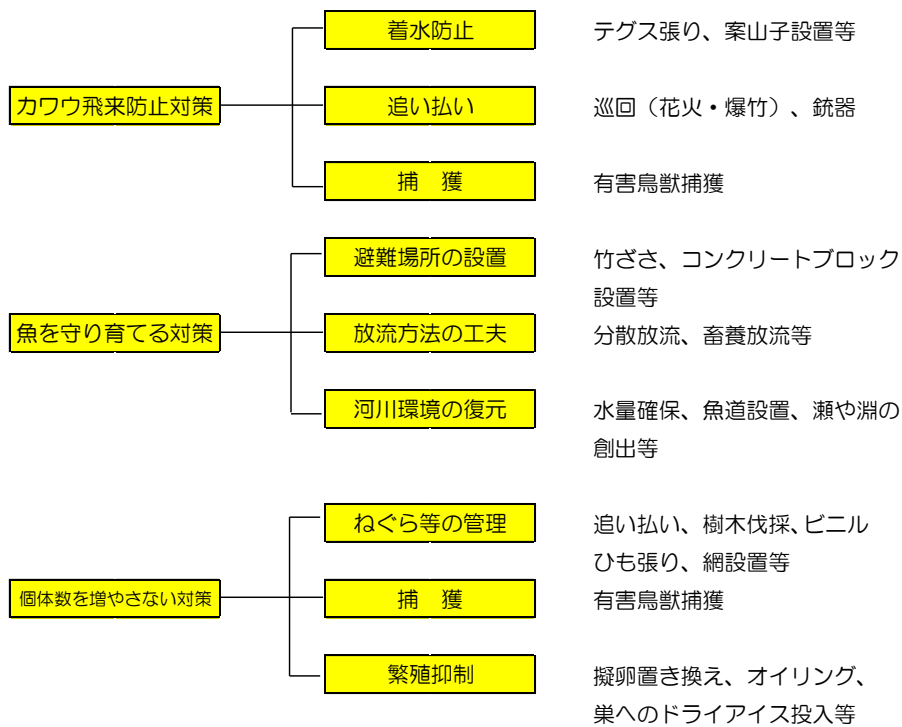 着水防止 テグス張り、案山子設置等
カワウ飛来防止対策 追い払い 巡回（花火・爆竹）、銃器
捕　獲 有害鳥獣捕獲
避難場所の設置 竹ざさ、コンクリートブロック
設置等
魚を守り育てる対策 放流方法の工夫 分散放流、畜養放流等
河川環境の復元 水量確保、魚道設置、瀬や淵の
創出等
ねぐら等の管理 追い払い、樹木伐採、ビニル
ひも張り、網設置等
個体数を増やさない対策 捕　獲 有害鳥獣捕獲
繁殖抑制 擬卵置き換え、オイリング、
巣へのドライアイス投入等